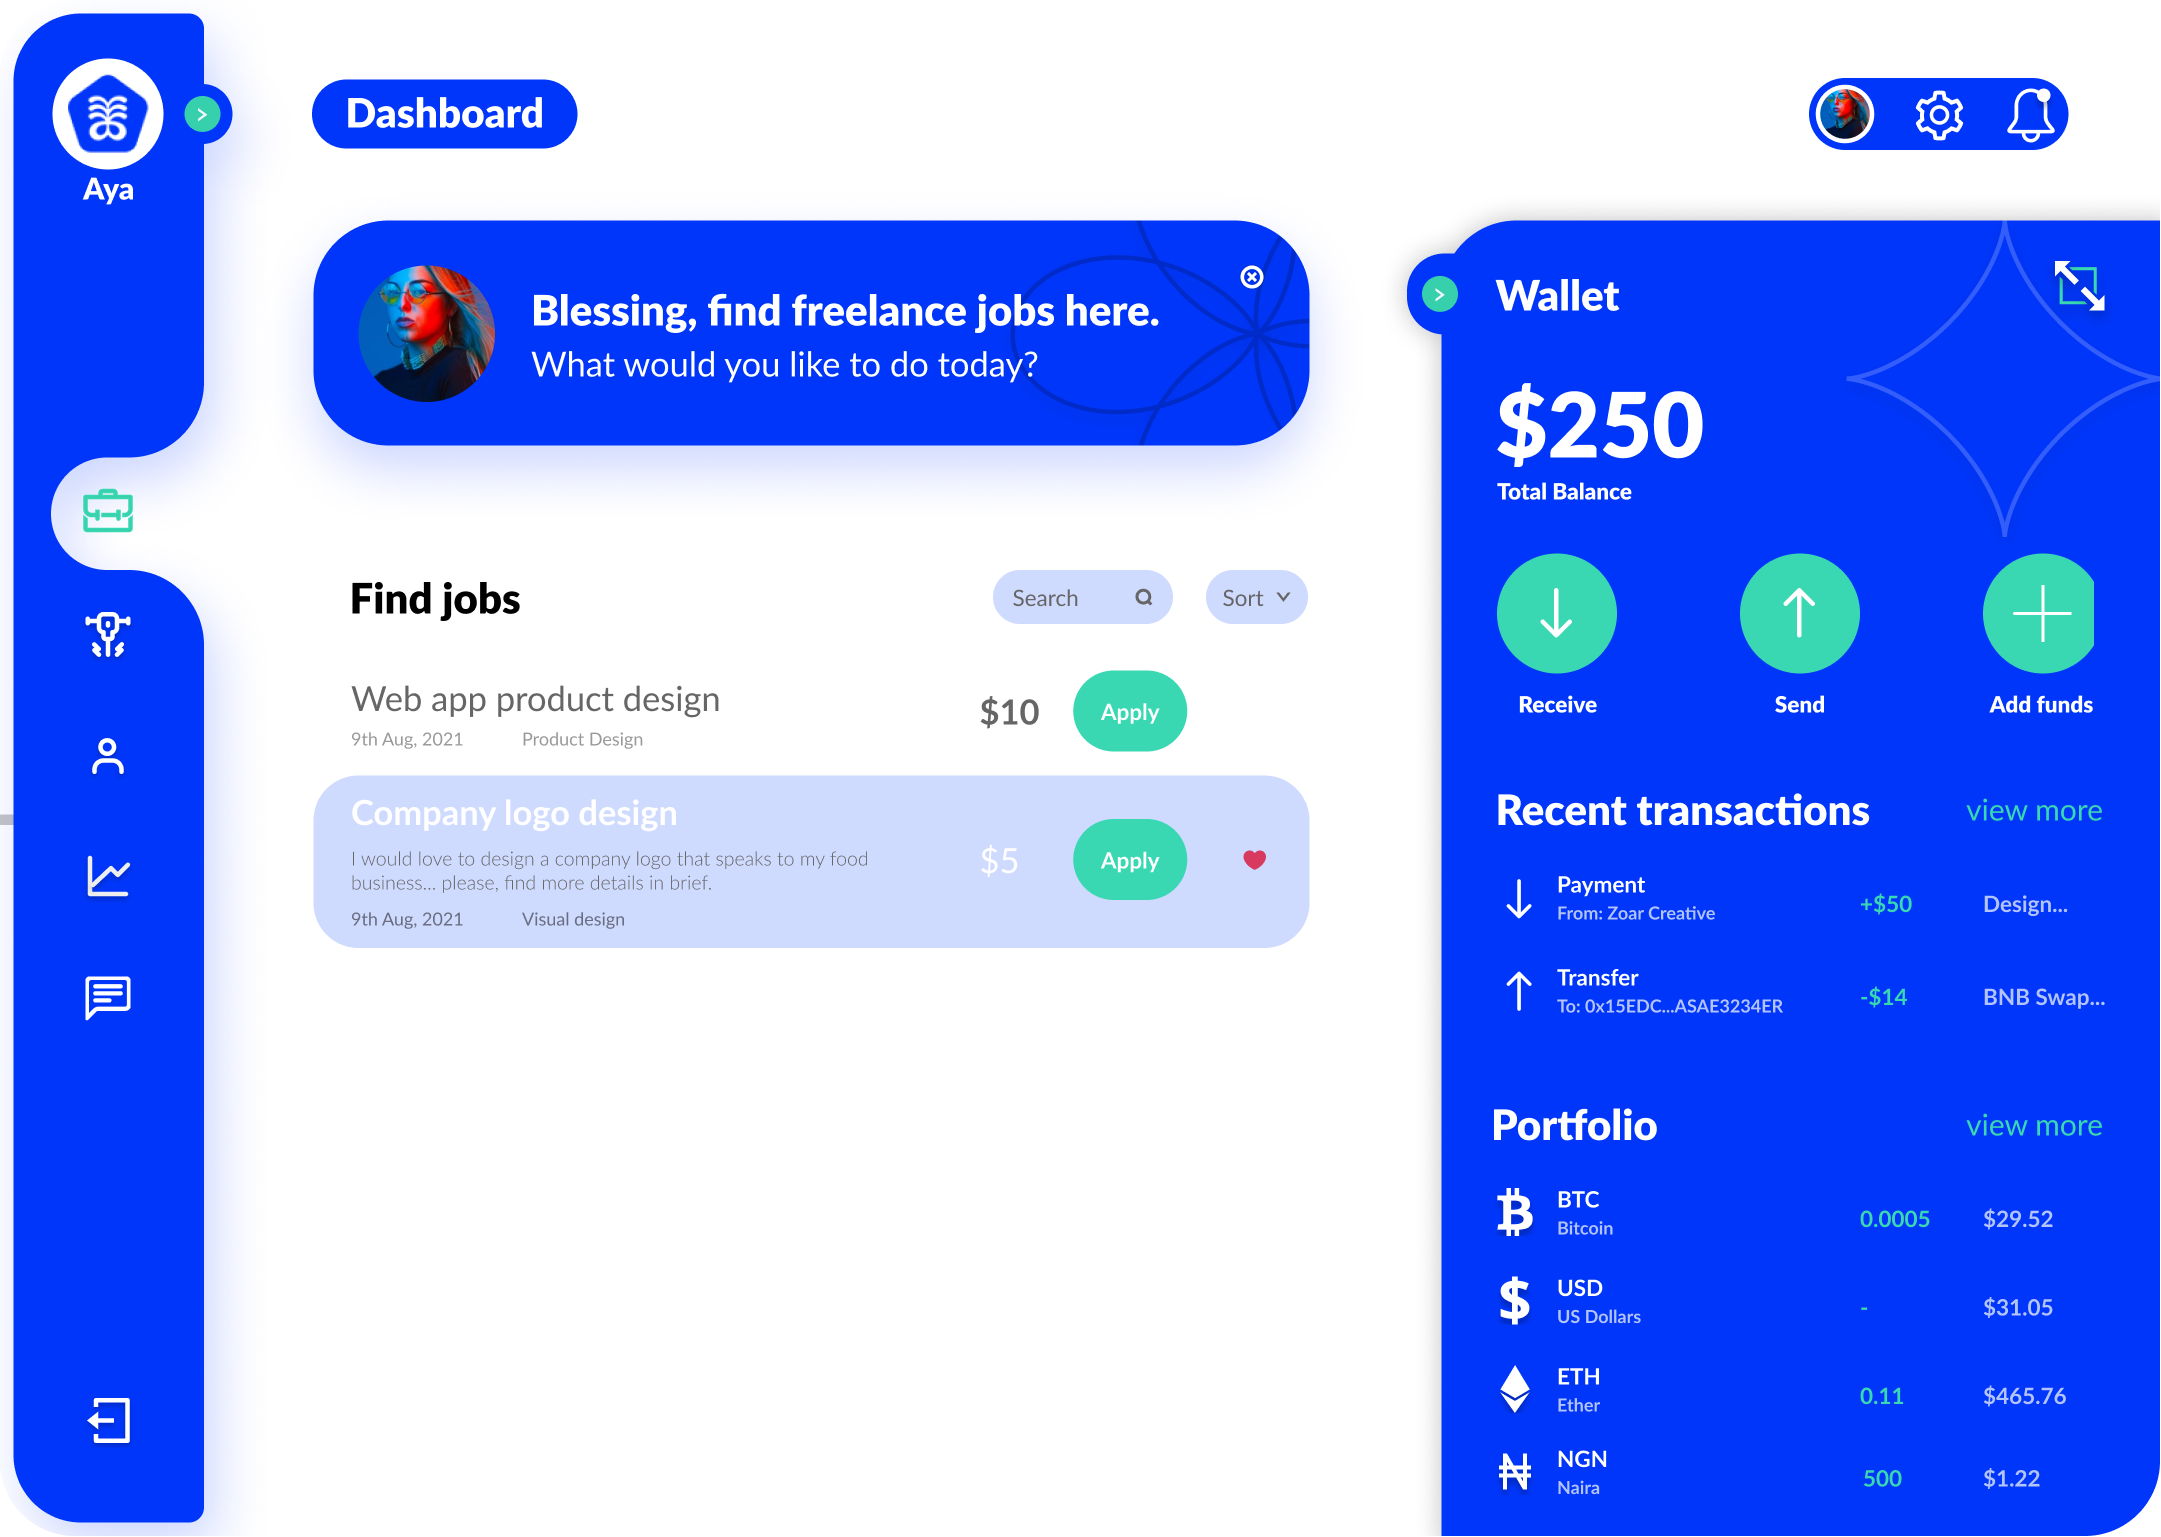 Aya
Dashboard
Blessing, find freelance jobs here.
What would you like to do today?
Find jobs
Search
Sort
Web app product design
9th Aug, 2021 Product Design
$10
Apply
Company logo design
I would love to design a company logo that speaks to my food
business... please, find more details in brief.
9th Aug, 2021 Visual design
$5
Apply
Wallet
$250
Total Balance
Receive
Send
Add funds
Recent transactions
view more
Payment
From: Zoar Creative
+$50
Design...
Transfer
To: 0x15EDC...ASAE3234ER
-$14
BNB Swap...
Portfolio
view more
BTC
Bitcoin
0.0005
$29.52
USD
US Dollars
-
$31.05
ETH
Ether
0.11
$465.76
NGN
Naira
500
$1.22